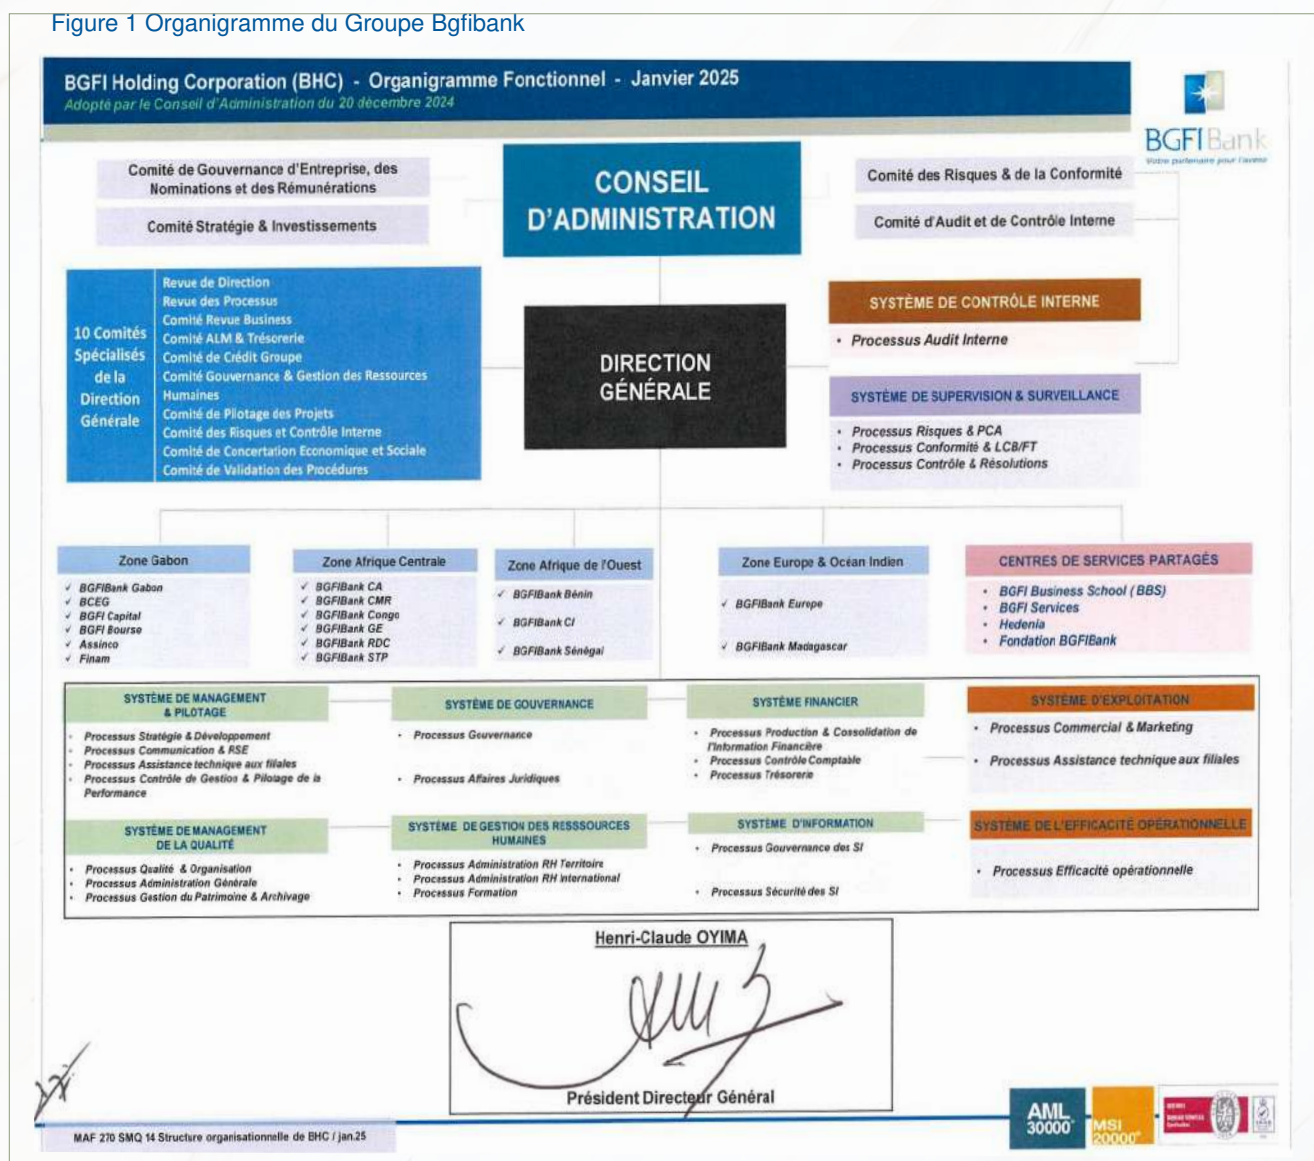 Figure 1 Organigramme du Groupe Bgfibank
BGFI Holding Corporation (BHC) - Organigramme Fonctionnel - Janvier 2025
Adopté par le Conseil d'Administration du 20 décembre 2024
BGFIBank
Votre partenaire pour l'avenir
Comité de Gouvernance d'Entreprise, des
Nominations et des Rémunérations
Comité Stratégie & Investissements
CONSEIL
D'ADMINISTRATION
Comité des Risques & de la Conformité
Comité d'Audit et de Contrôle Interne
10 Comités
Spécialisés
de la
Direction
Générale
Revue de Direction
Revue des Processus
Comité Revue Business
Comité ALM & Trésorerie
Comité de Crédit Groupe
Comité Gouvernance & Gestion des Ressources
Humaines
Comité de Pilotage des Projets
Comité des Risques et Contrôle Interne
Comité de Concertation Economique et Sociale
Comité de Validation des Procédures
DIRECTION
GÉNÉRALE
SYSTÈME DE CONTRÔLE INTERNE
• Processus Audit Interne
SYSTÈME DE SUPERVISION & SURVEILLANCE
• Processus Risques & PCA
• Processus Conformité & LCB/FT
• Processus Contrôle & Résolutions
Zone Gabon
✓ BGFIBank Gabon
✓ BCEG
✓ BGFI Capital
✓ BGFI Bourse
✓ Assinco
✓ Finam
Zone Afrique Centrale
✓ BGFIBank CA
✓ BGFIBank CMR
✓ BGFIBank Congo
✓ BGFIBank GE
✓ BGFIBank RDC
✓ BGFIBank STP
Zone Afrique de l'Ouest
✓ BGFIBank Bénin
✓ BGFIBank CI
✓ BGFIBank Sénégal
Zone Europe & Océan Indien
✓ BGFIBank Europe
✓ BGFIBank Madagascar
CENTRES DE SERVICES PARTAGÉS
• BGFI Business School (BBS)
• BGFI Services
• Hedenia
• Fondation BGFIBank
SYSTÈME DE MANAGEMENT
& PILOTAGE
• Processus Stratégie & Développement
• Processus Communication & RSE
• Processus Assistance technique aux filiales
• Processus Contrôle de Gestion & Pilotage de la
Performance
SYSTÈME DE GOUVERNANCE
• Processus Gouvernance
• Processus Affaires Juridiques
SYSTÈME FINANCIER
• Processus Production & Consolidation de
l'Information Financière
• Processus Contrôle Comptable
• Processus Trésorerie
SYSTÈME D'EXPLOITATION
• Processus Commercial & Marketing
• Processus Assistance technique aux filiales
SYSTÈME DE MANAGEMENT
DE LA QUALITÉ
• Processus Qualité & Organisation
• Processus Administration Générale
• Processus Gestion du Patrimoine & Archivage
SYSTÈME DE GESTION DES RESSSOURCES
HUMAINES
• Processus Administration RH Territoire
• Processus Administration RH International
• Processus Formation
SYSTÈME D'INFORMATION
• Processus Gouvernance des SI
• Processus Sécurité des SI
SYSTÈME DE L'EFFICACITÉ OPÉRATIONNELLE
• Processus Efficacité opérationnelle
Henri-Claude OYIMA
Président Directeur Général
MAF 270 SMQ 14 Structure organisationnelle de BHC / jan.25
AML
30000
MSI
20000